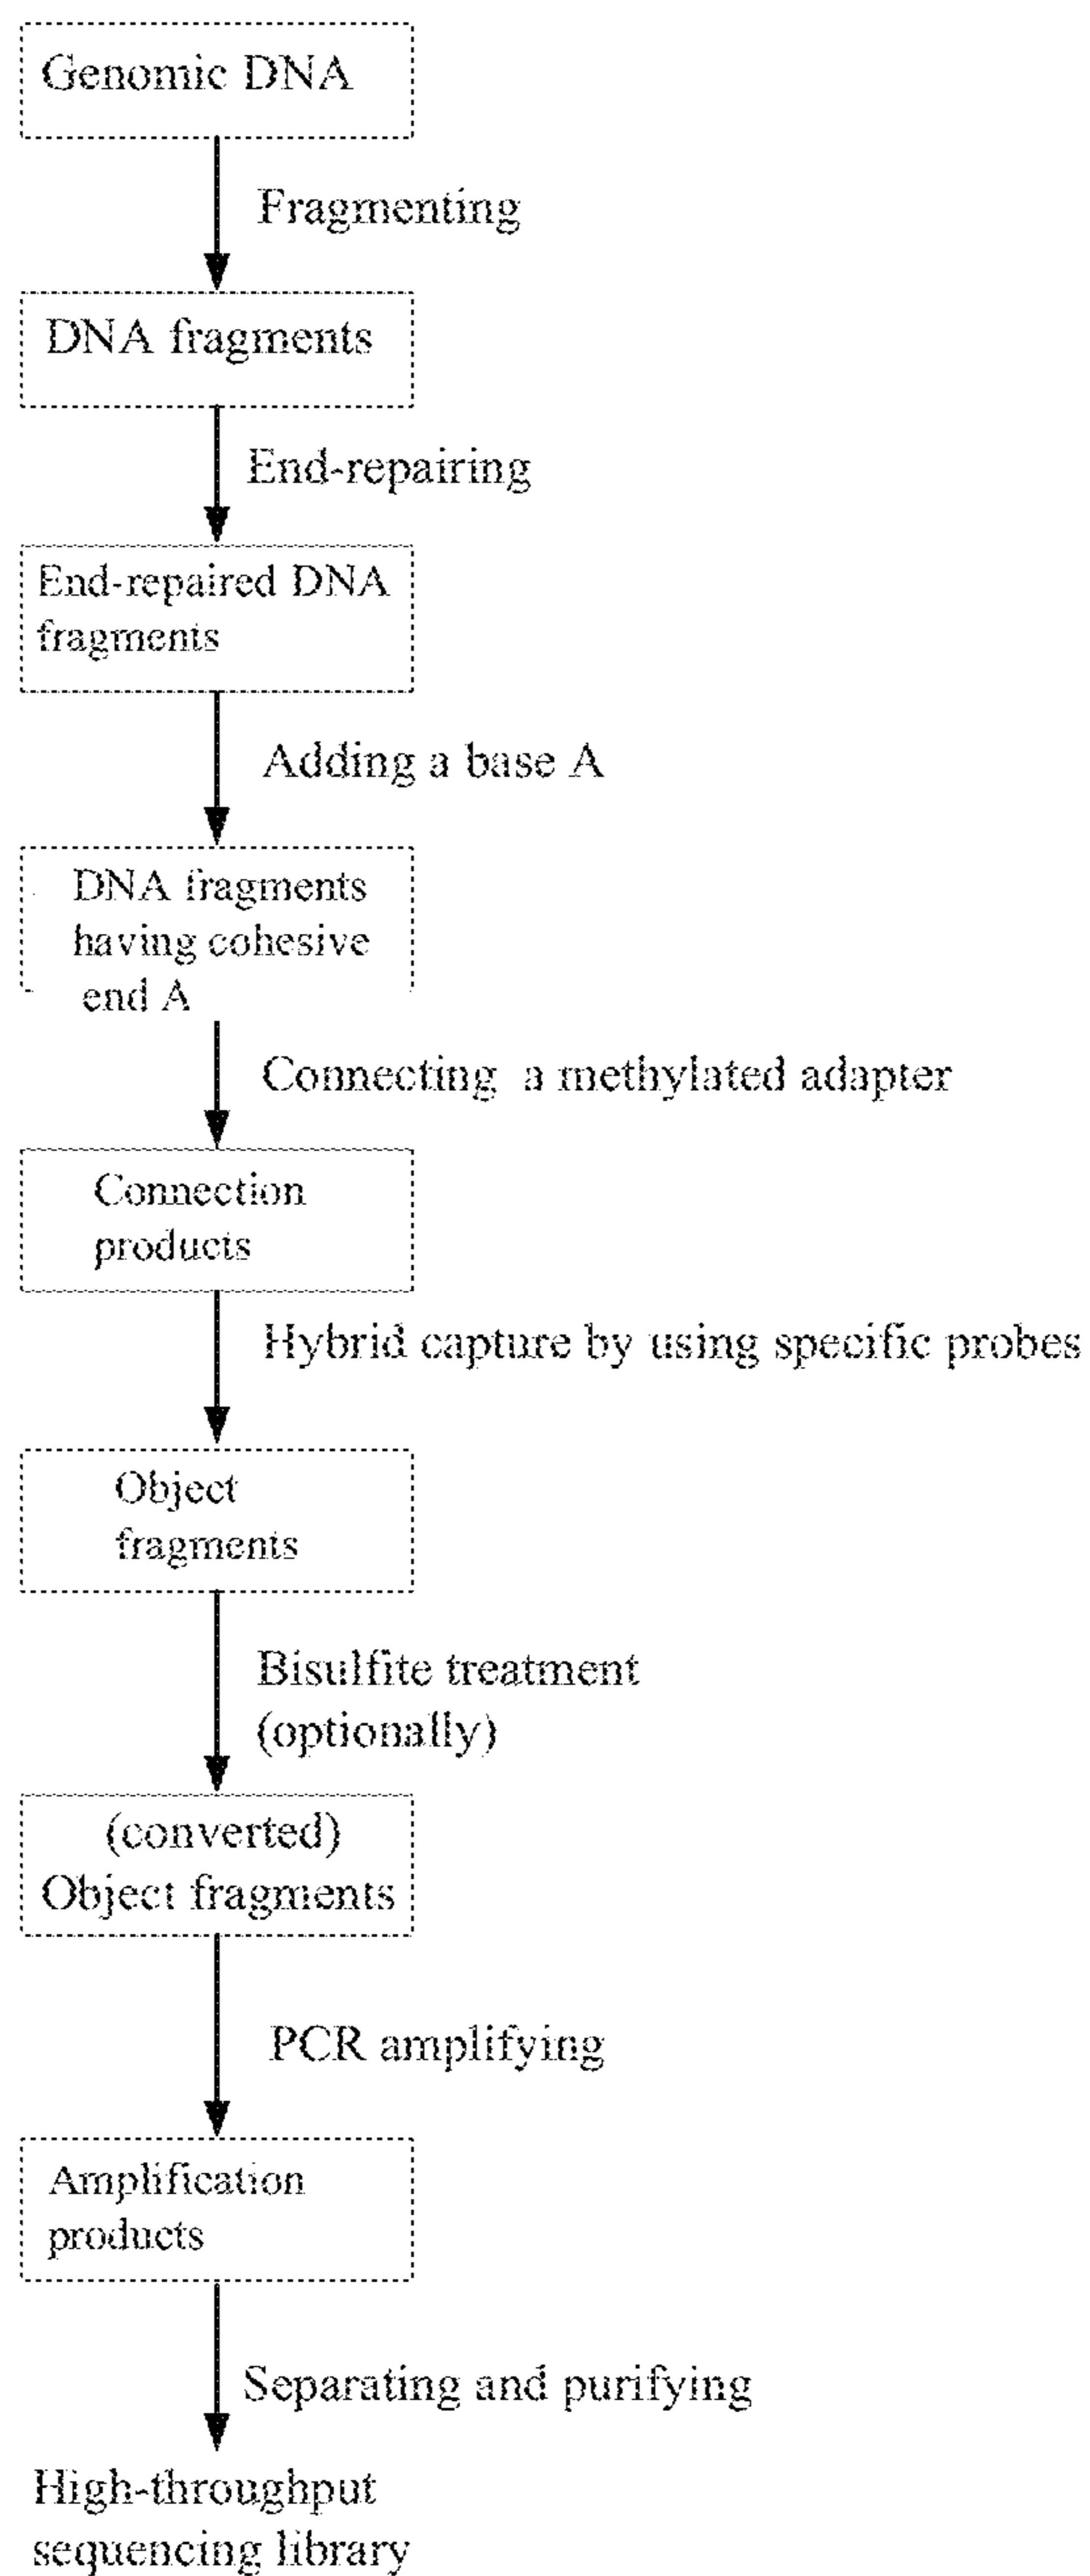 Genomic DNA
Fragmenting
DNA fragments
End-repairing
End-repaired DNA
fragments
Adding a base A
DNA fragments
having cohesive
end A
Connecting a methylated adapter
Connection
products
Hybrid capture by using specific probes
Object
fragments
Bisulfite treatment
(optionally)
(converted)
Object fragments
PCR amplifying
Amplification
products
Separating and purifying
High-throughput
sequencing library